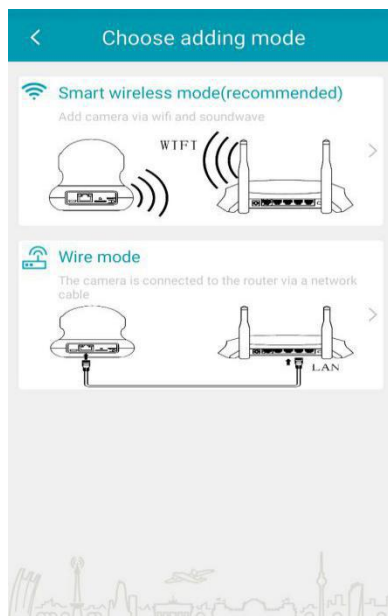 Choose adding mode
Smart wireless mode(recommended)
Add camera via wifi and soundwave
WIFI
Wire mode
The camera is connected to the router via a network
cable
LAN